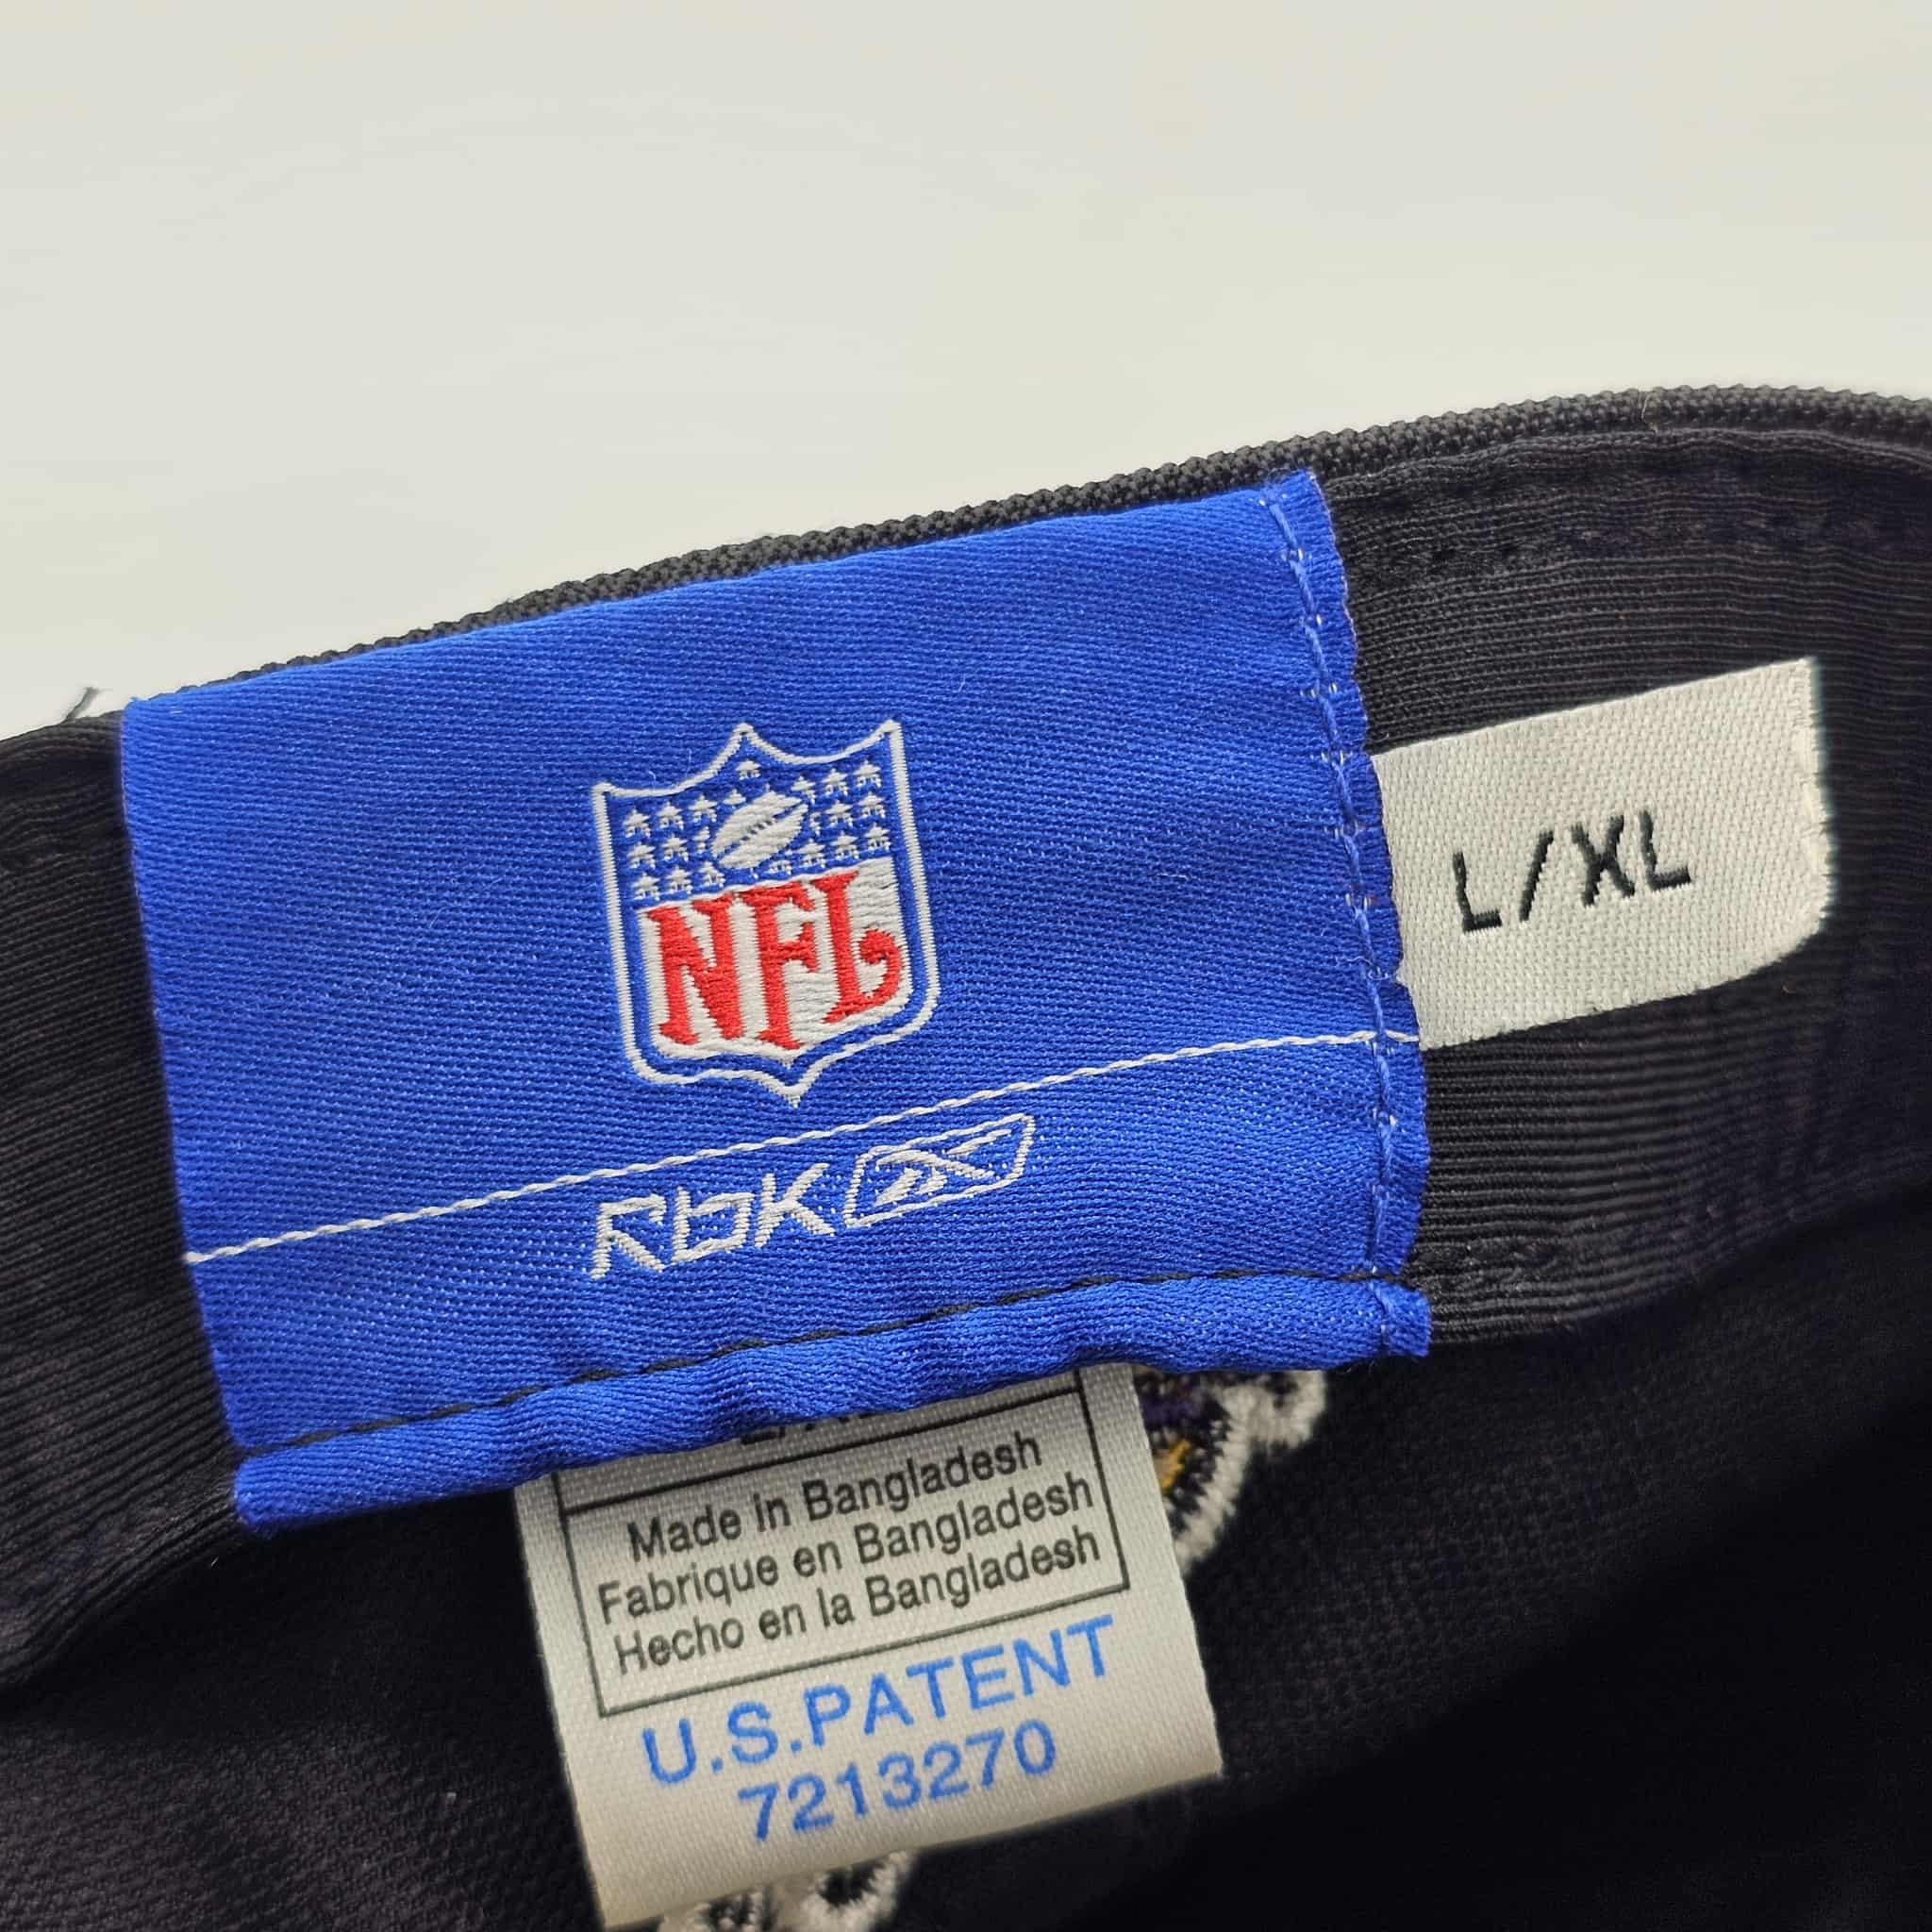 NFL
L/XL
Rbk
Made in Bangladesh
Fabrique en Bangladesh
Hecho en la Bangladesh
U.S.PATENT
7213270